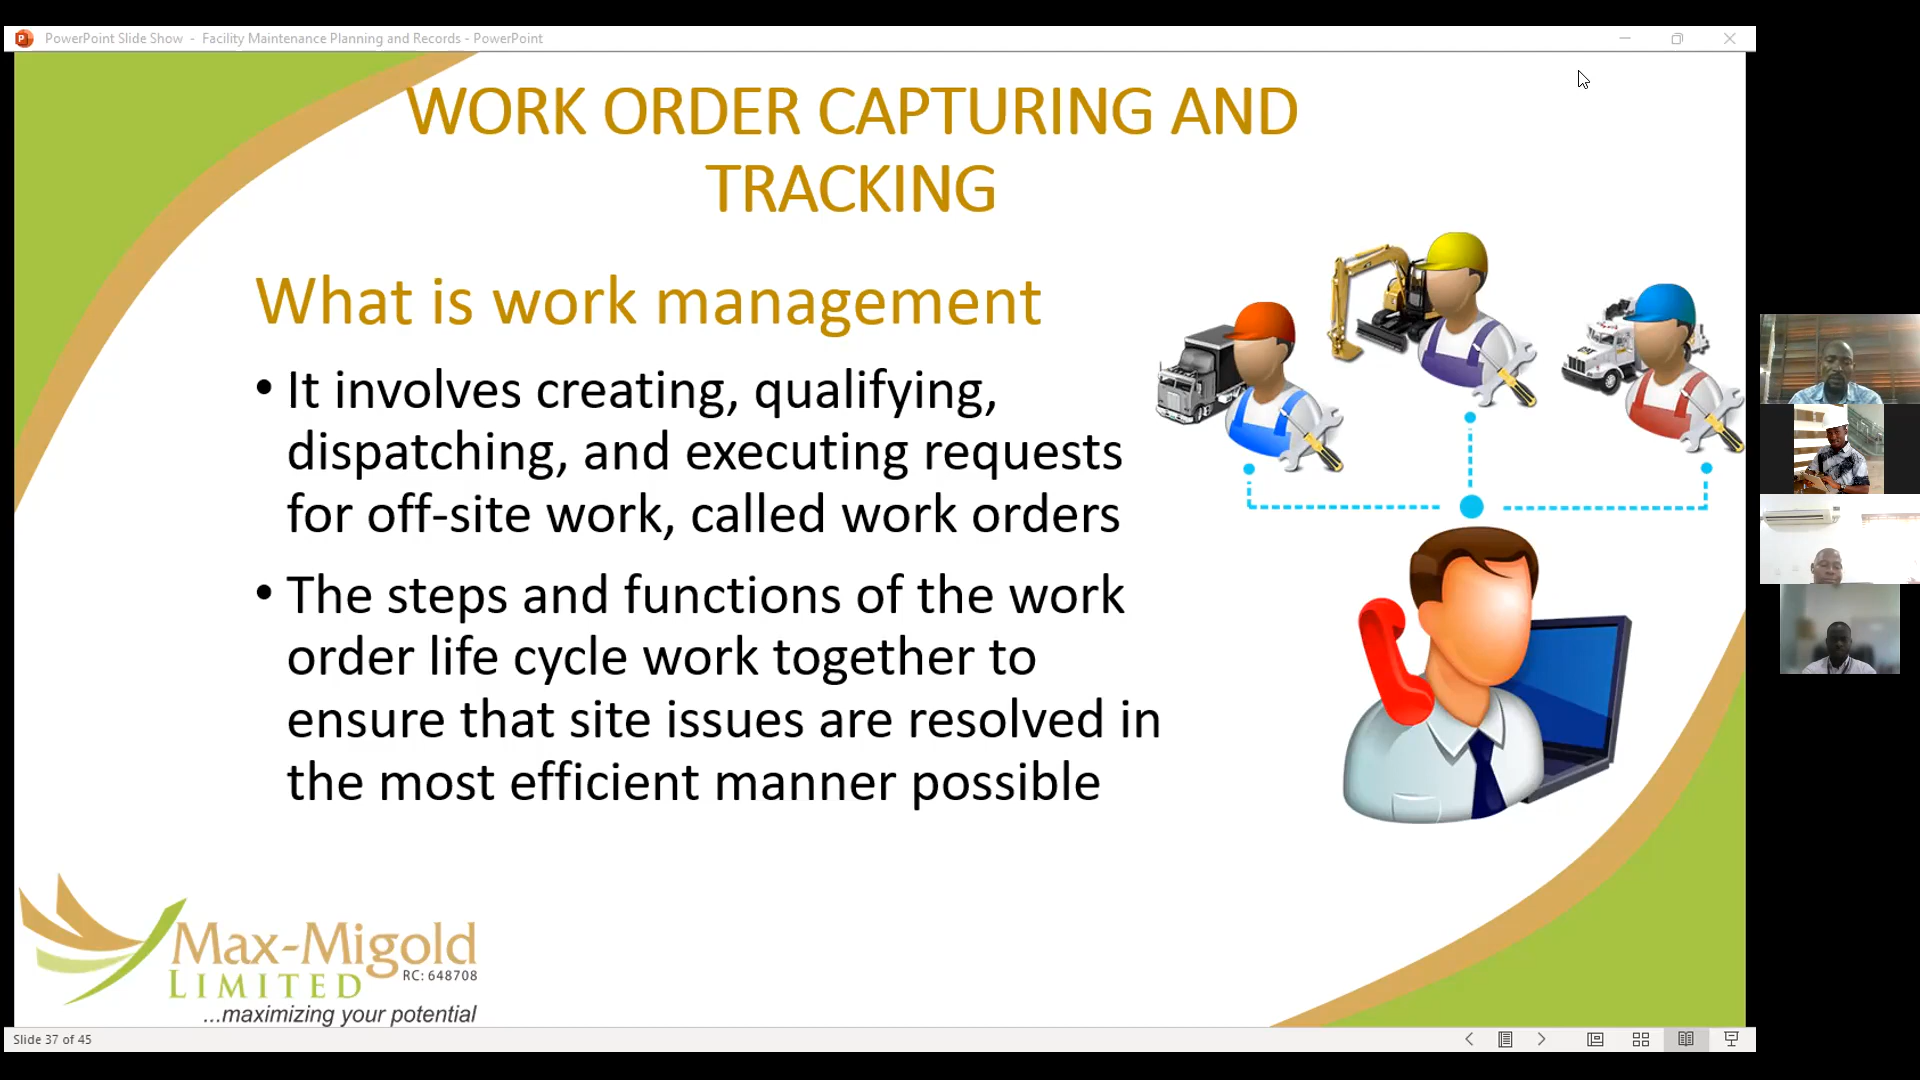 PowerPoint Slide Show - Facility Maintenance Planning and Records - PowerPoint
WORK ORDER CAPTURING AND
TRACKING
What is work management
• It involves creating, qualifying,
dispatching, and executing requests
for off-site work, called work orders
• The steps and functions of the work
order life cycle work together to
ensure that site issues are resolved in
the most efficient manner possible
Max-Migold
LIMITED RC: 648708
...maximizing your potential
Slide 37 of 45